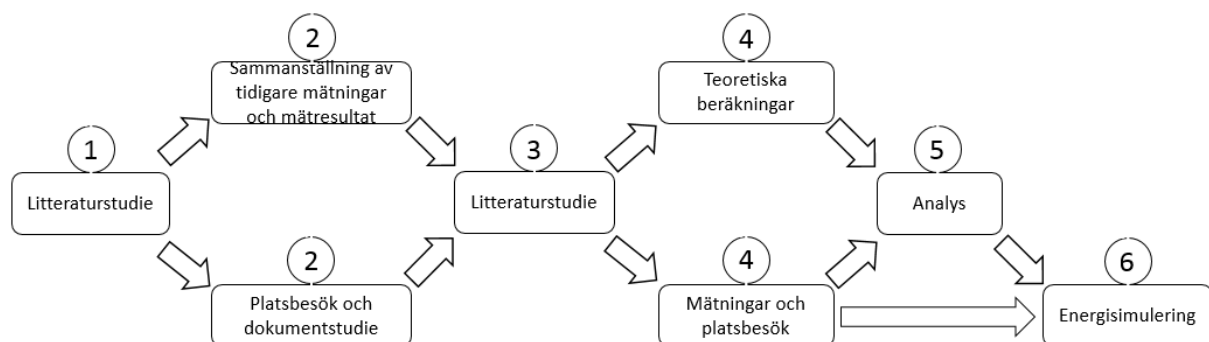 1
Litteraturstudie
2
Sammanställning av
tidigare mätningar
och mätresultat
2
Platsbesök och
dokumentstudie
3
Litteraturstudie
4
Teoretiska
beräkningar
4
Mätningar och
platsbesök
5
Analys
6
Energisimulering